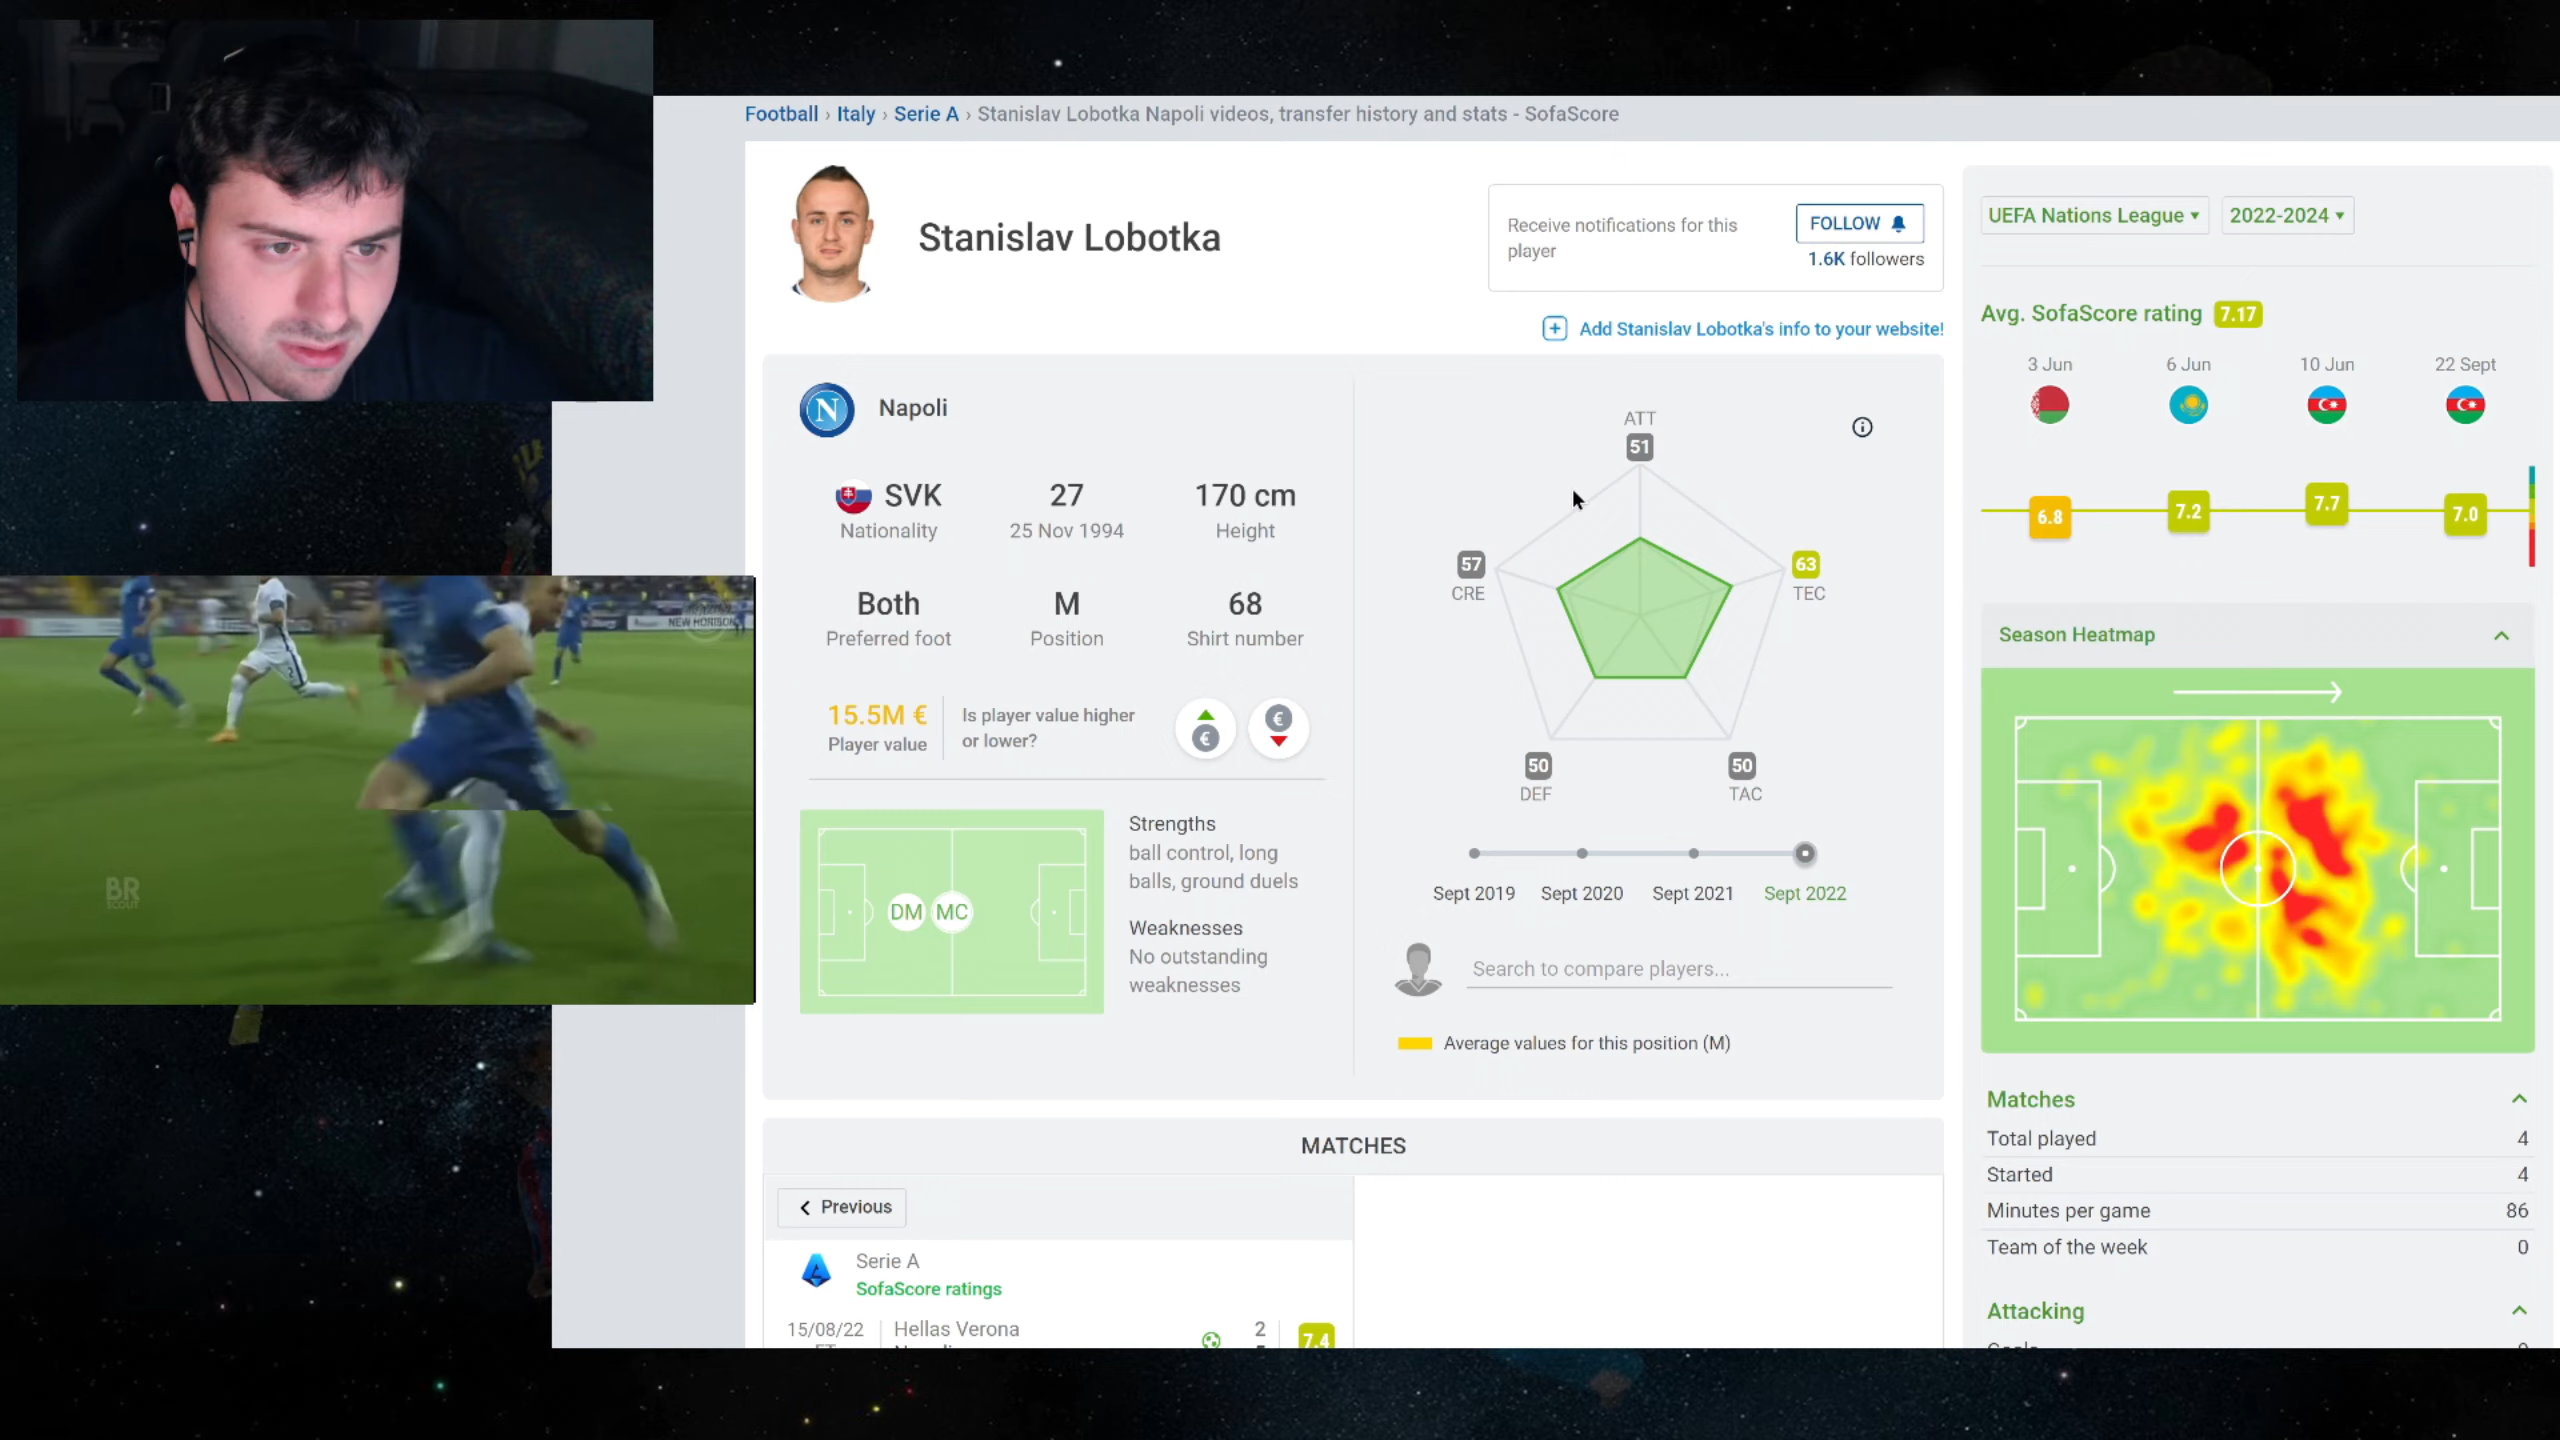 Football › Italy › Serie A › Stanislav Lobotka Napoli videos, transfer history and stats - SofaScore
Stanislav Lobotka
Receive notifications for this
player
FOLLOW
1.6K followers
Add Stanislav Lobotka's info to your website!
N
Napoli
SVK
Nationality
27
25 Nov 1994
170 cm
Height
Both
Preferred foot
M
Position
68
Shirt number
15.5M €
Player value
Is player value higher
or lower?
€
€
DM
MC
Strengths
ball control, long
balls, ground duels
Weaknesses
No outstanding
weaknesses
ATT
51
57
CRE
63
TEC
50
DEF
50
TAC
Sept 2019
Sept 2020
Sept 2021
Sept 2022
Search to compare players...
Average values for this position (M)
MATCHES
Previous
Serie A
SofaScore ratings
15/08/22
Hellas Verona
2
7.4
UEFA Nations League
2022-2024
Avg. SofaScore rating 7.17
3 Jun
6 Jun
10 Jun
22 Sept
6.8
7.2
7.7
7.0
Season Heatmap
Matches
Total played 4
Started 4
Minutes per game 86
Team of the week 0
Attacking
NEW HORISON
BR
SCOUT